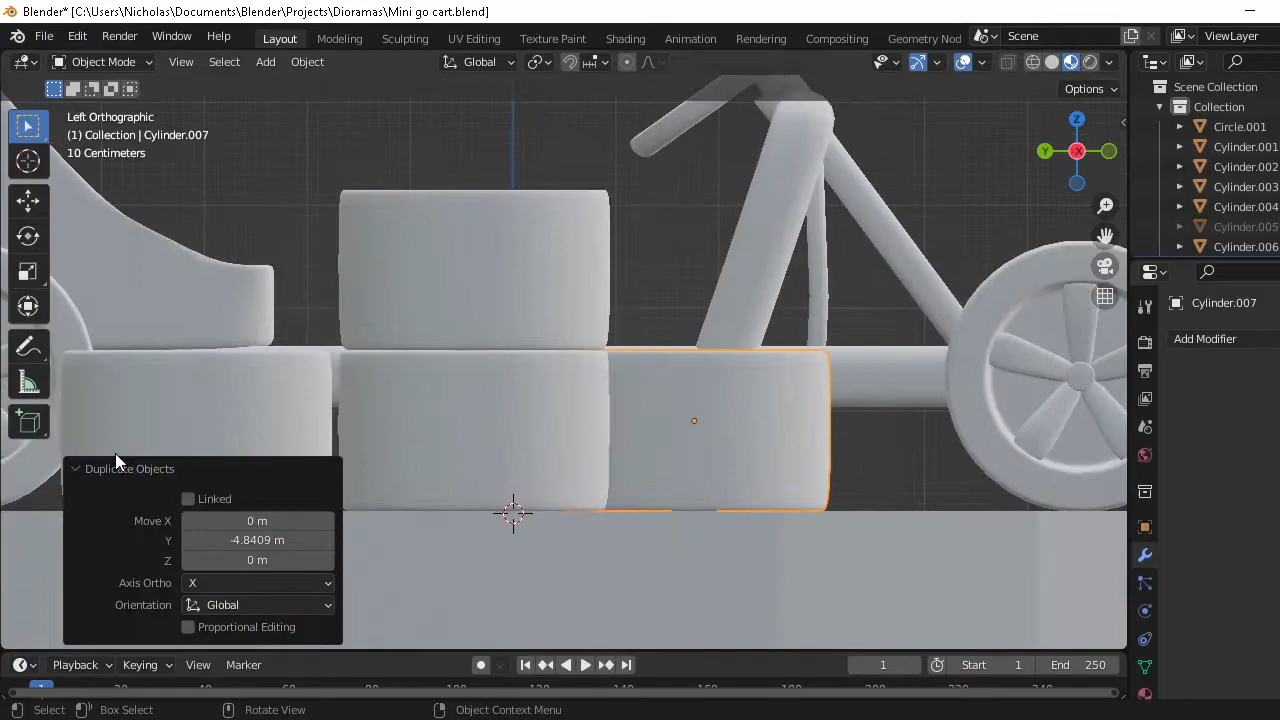 Blender* [C:\Users\Nicholas\Documents\Blender\Projects\Dioramas\Mini go cart.blend]
File Edit Render Window Help Layout Modeling Sculpting UV Editing Texture Paint Shading Animation Rendering Compositing Geometry Nod Scene ViewLayer
Object Mode View Select Add Object Global
Options
Left Orthographic
(1) Collection | Cylinder.007
10 Centimeters
Z
Y
X
Scene Collection
Collection
Circle.001
Cylinder.001
Cylinder.002
Cylinder.003
Cylinder.004
Cylinder.005
Cylinder.006
Cylinder.007
Add Modifier
Duplicate Objects
Linked
Move X 0 m
Y -4.8409 m
Z 0 m
Axis Ortho X
Orientation Global
Proportional Editing
Playback Keying View Marker 1 Start 1 End 250
Select Box Select Rotate View Object Context Menu